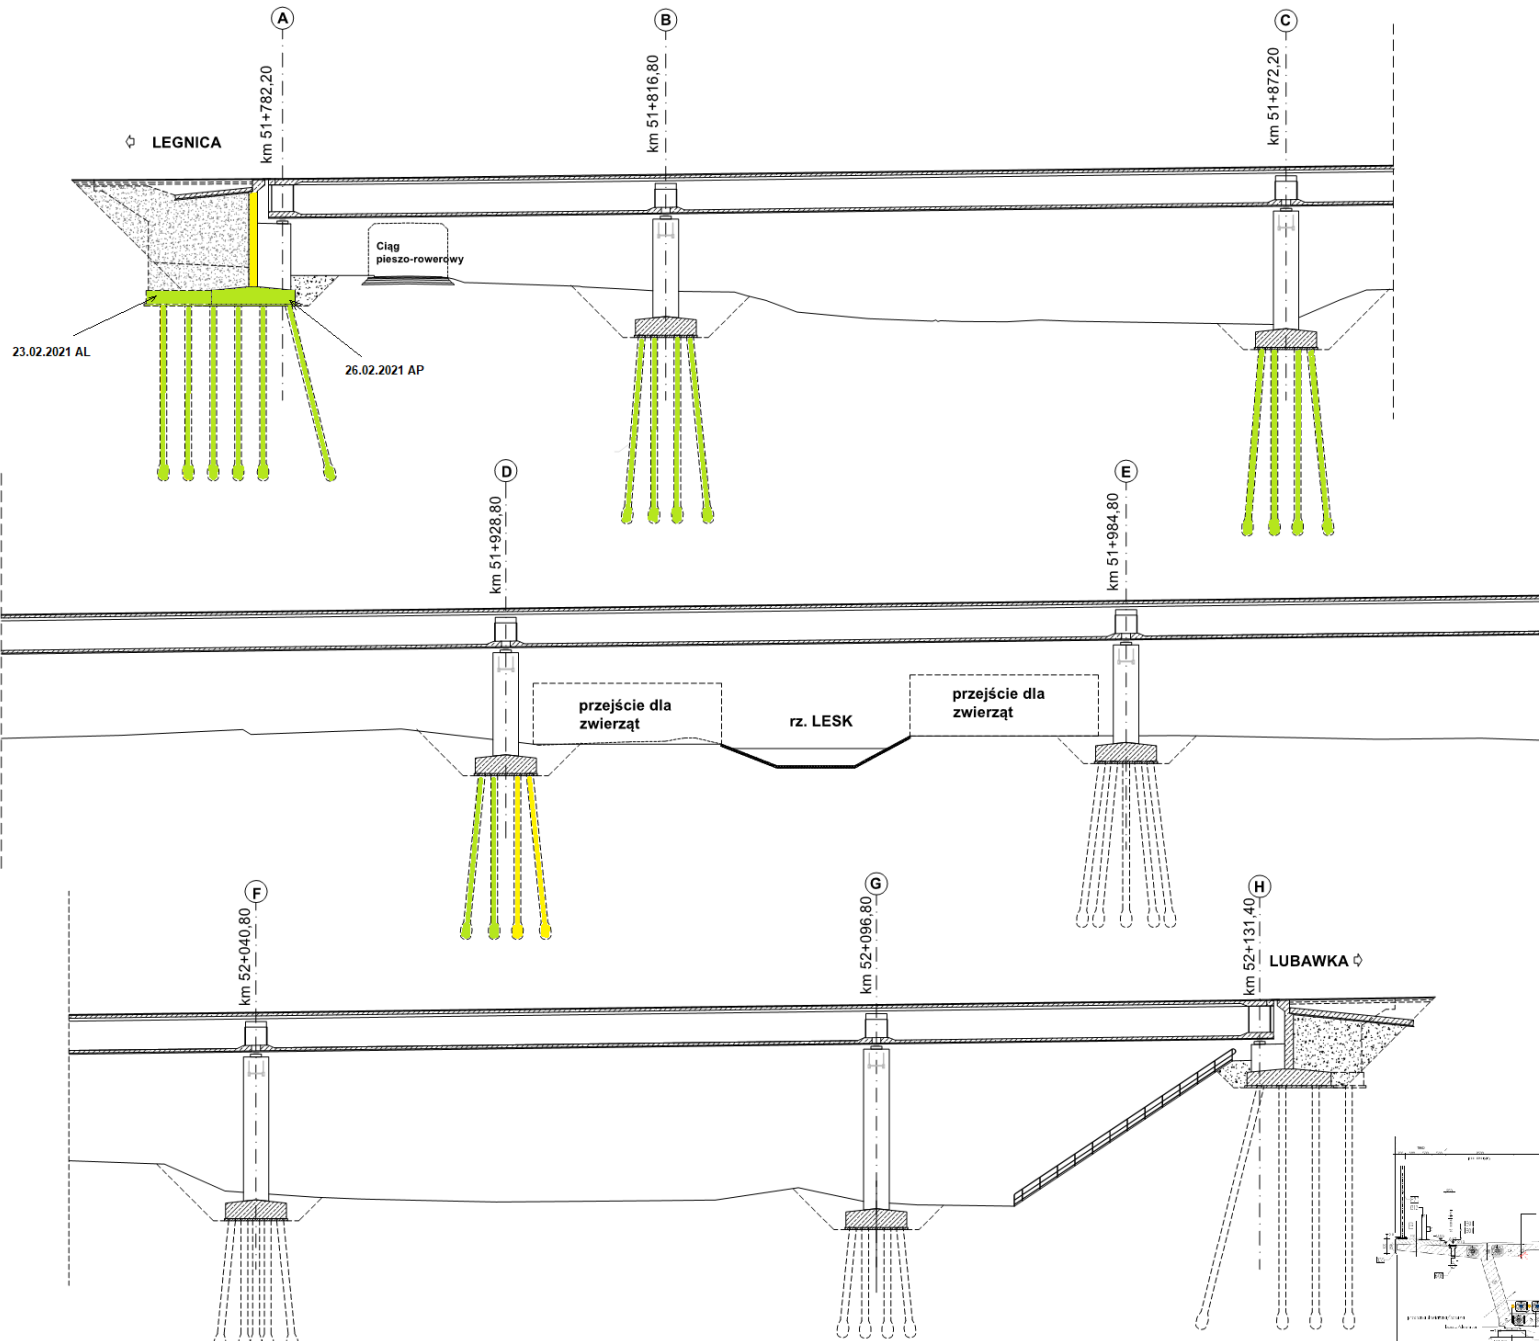 A
B
C
km 51+782,20
km 51+816,80
km 51+872,20
LEGNICA
Ciąg
pieszo-rowerowy
23.02.2021 AL
26.02.2021 AP
D
E
km 51+928,80
km 51+984,80
przejście dla
zwierząt
rz. LESK
przejście dla
zwierząt
F
G
H
km 52+040,80
km 52+096,80
km 52+131,40
LUBAWKA